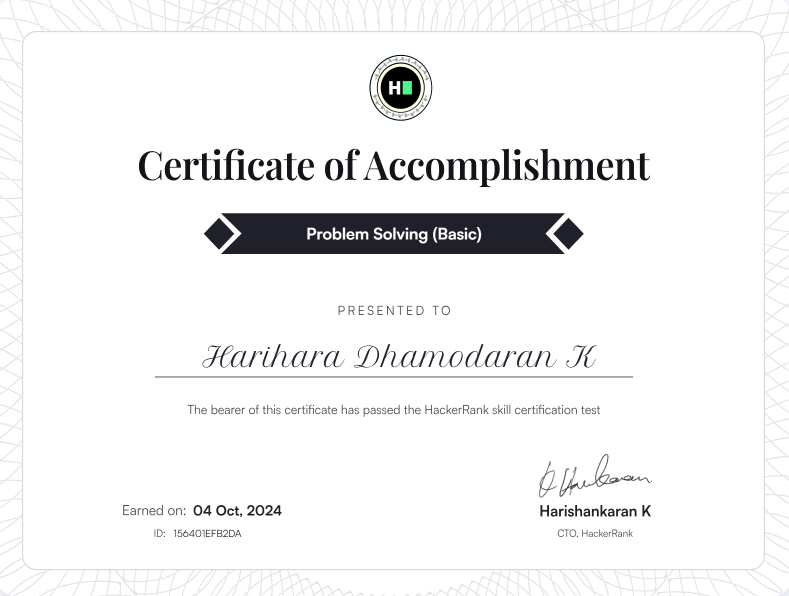 H
Certificate of Accomplishment
Problem Solving (Basic)
PRESENTED TO
Harihara Dhamodaran K
The bearer of this certificate has passed the HackerRank skill certification test
Earned on: 04 Oct, 2024
ID: 156401EFB2DA
Harishankaran K
CTO, HackerRank